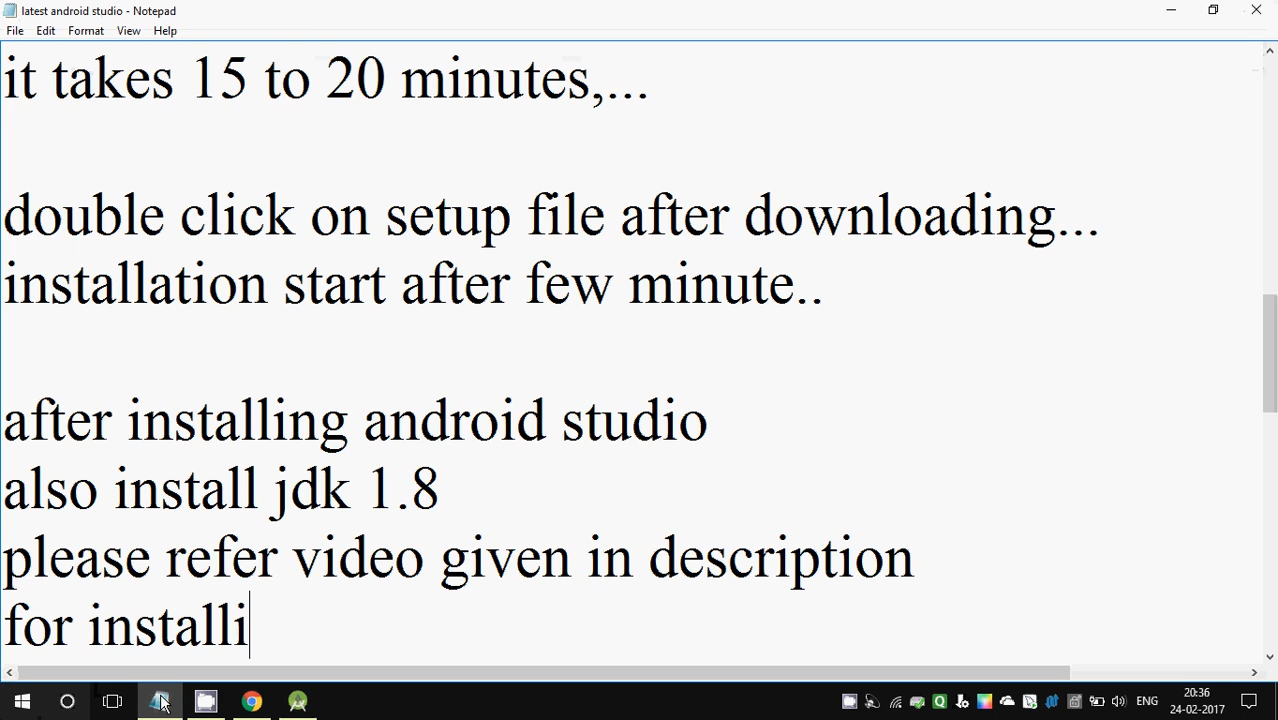 latest android studio - Notepad
File Edit Format View Help
it takes 15 to 20 minutes,...
double click on setup file after downloading...
installation start after few minute..
after installing android studio
also install jdk 1.8
please refer video given in description
for installi
ENG
20:36
24-02-2017